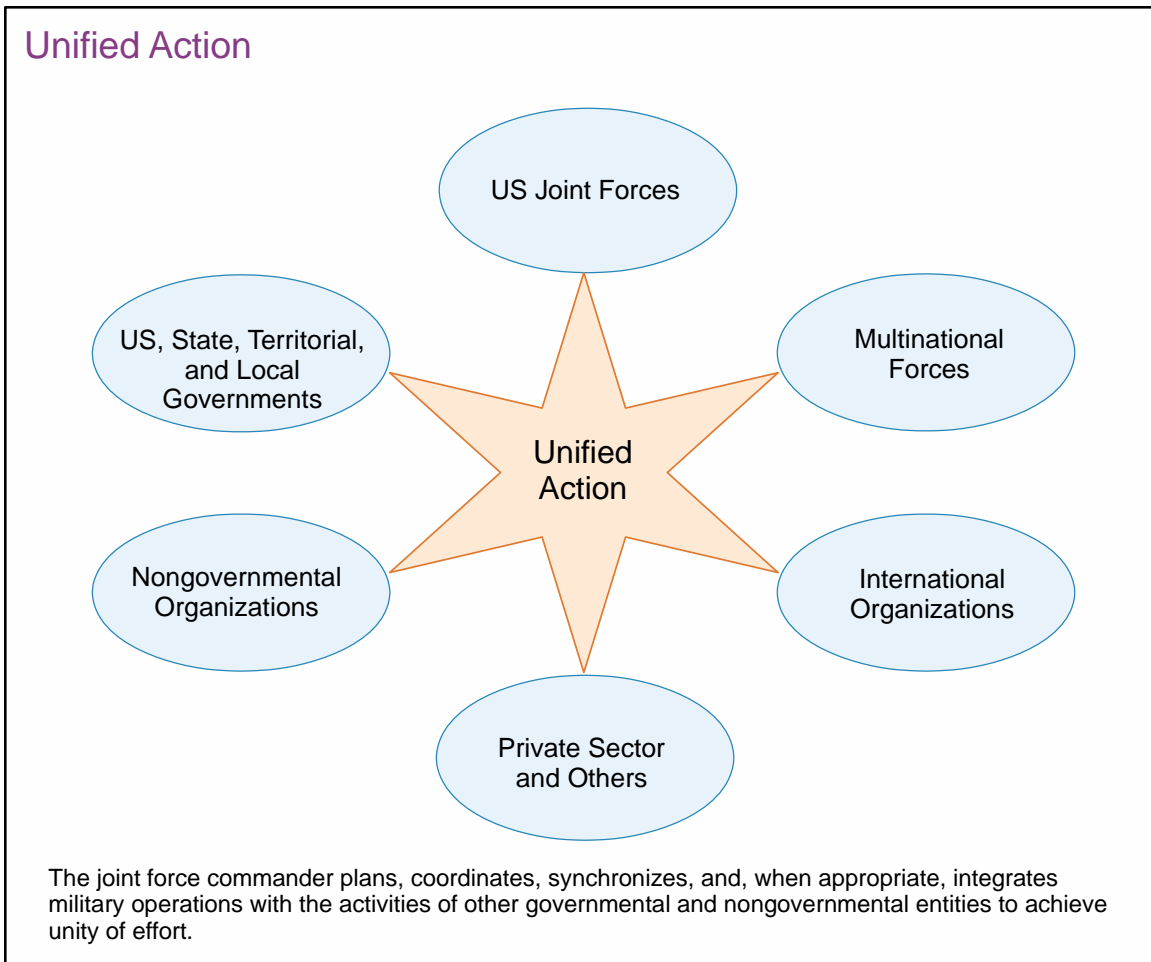 Unified Action
US Joint Forces
US, State, Territorial,
and Local
Governments
Multinational
Forces
Unified
Action
Nongovernmental
Organizations
International
Organizations
Private Sector
and Others
The joint force commander plans, coordinates, synchronizes, and, when appropriate, integrates
military operations with the activities of other governmental and nongovernmental entities to achieve
unity of effort.